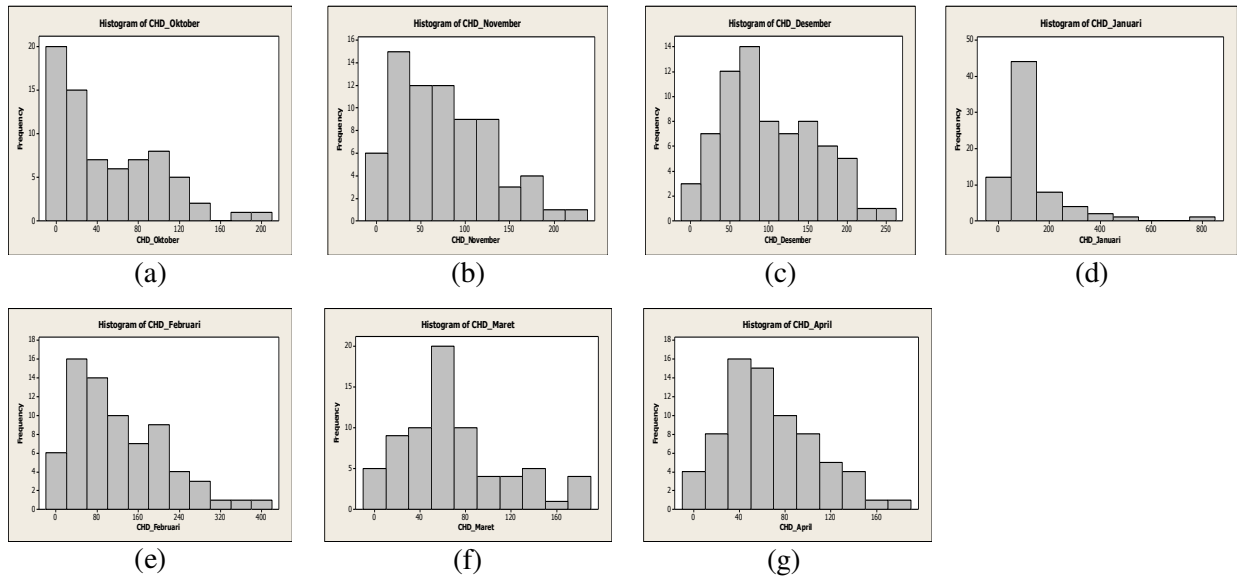 Histogram of CHD_Oktober
Frequency
20
15
10
5
0
0 40 80 120 160 200
CHD_Oktober
(a)
Histogram of CHD_November
Frequency
16
14
12
10
8
6
4
2
0
0 50 100 150 200
CHD_November
(b)
Histogram of CHD_Desember
Frequency
14
12
10
8
6
4
2
0
0 50 100 150 200 250
CHD_Desember
(c)
Histogram of CHD_Januari
Frequency
50
40
30
20
10
0
0 200 400 600 800
CHD_Januari
(d)
Histogram of CHD_Februari
Frequency
18
16
14
12
10
8
6
4
2
0
0 80 160 240 320 400
CHD_Februari
(e)
Histogram of CHD_Maret
Frequency
20
15
10
5
0
0 40 80 120 160
CHD_Maret
(f)
Histogram of CHD_April
Frequency
18
16
14
12
10
8
6
4
2
0
0 40 80 120 160
CHD_April
(g)